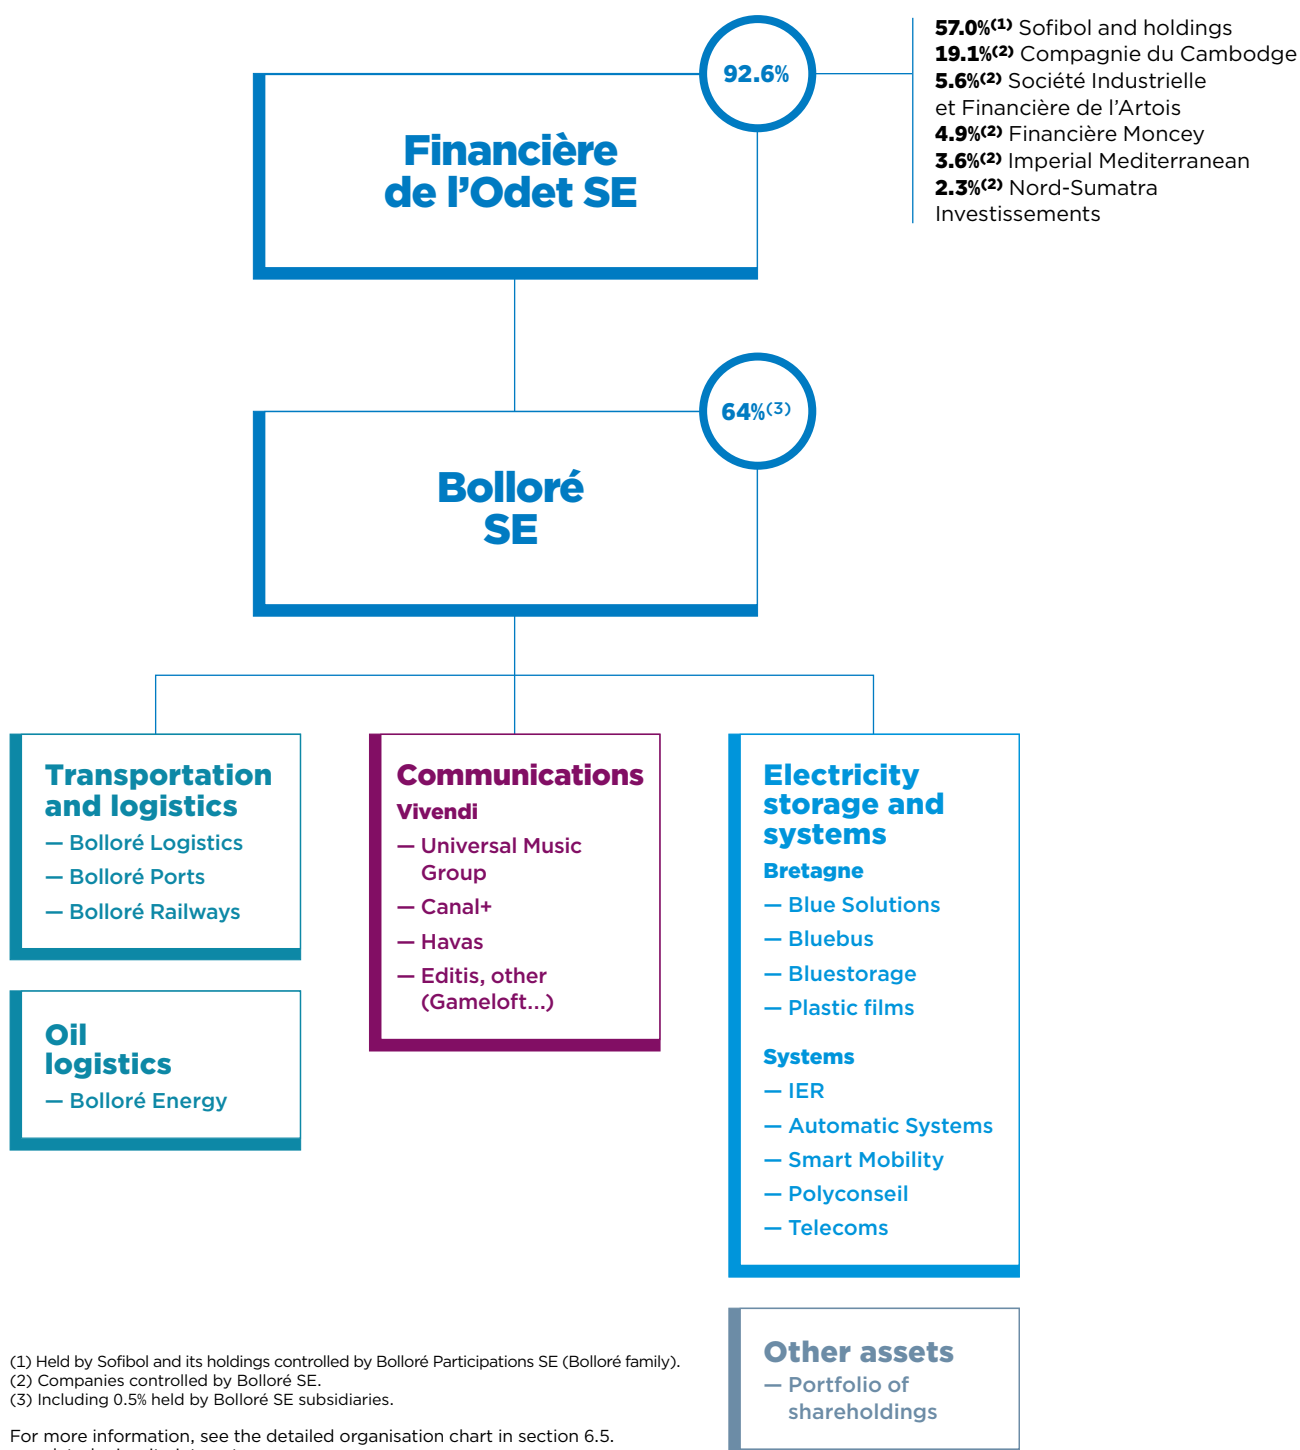 92.6%
57.0%(1) Sofibol and holdings
19.1%(2) Compagnie du Cambodge
5.6%(2) Société Industrielle
et Financière de l'Artois
4.9%(2) Financière Moncey
3.6%(2) Imperial Mediterranean
2.3%(2) Nord-Sumatra
Investissements
Financière
de l'Odet SE
64%(3)
Bolloré
SE
Transportation
and logistics
— Bolloré Logistics
— Bolloré Ports
— Bolloré Railways
Oil
logistics
— Bolloré Energy
Communications
Vivendi
— Universal Music
Group
— Canal+
— Havas
— Editis, other
(Gameloft...)
Electricity
storage and
systems
Bretagne
— Blue Solutions
— Bluebus
— Bluestorage
— Plastic films
Systems
— IER
— Automatic Systems
— Smart Mobility
— Polyconseil
— Telecoms
Other assets
— Portfolio of
shareholdings
(1) Held by Sofibol and its holdings controlled by Bolloré Participations SE (Bolloré family).
(2) Companies controlled by Bolloré SE.
(3) Including 0.5% held by Bolloré SE subsidiaries.
For more information, see the detailed organisation chart in section 6.5.